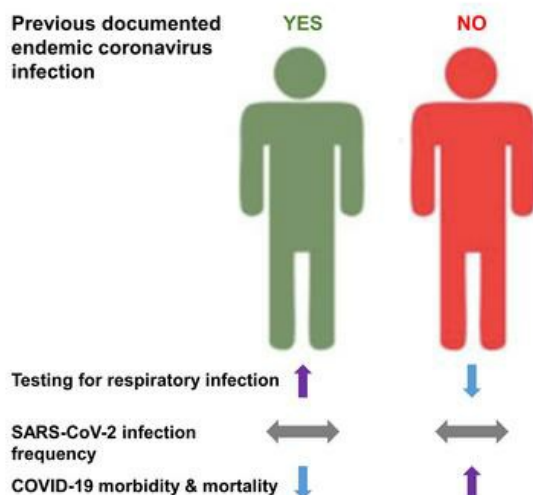 Previous documented
endemic coronavirus
infection
YES
NO
Testing for respiratory infection
SARS-CoV-2 infection
frequency
COVID-19 morbidity & mortality